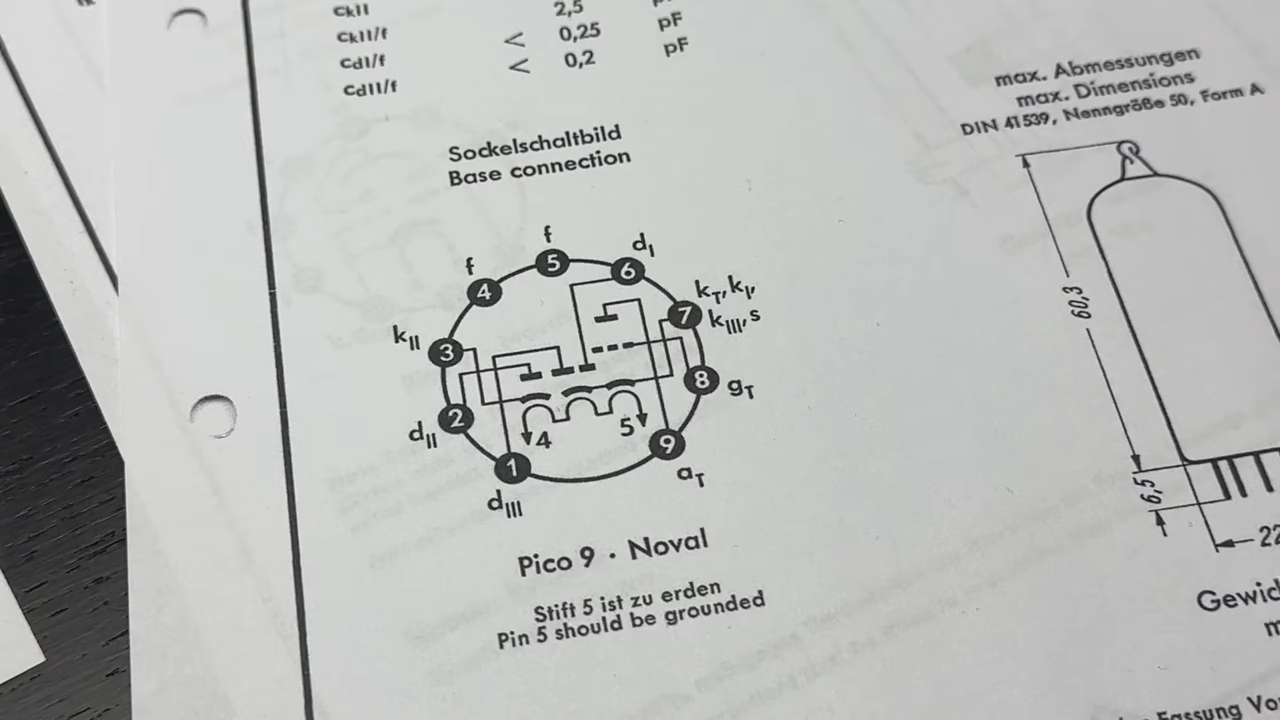 ckII 2,5
ckII/f < 0,25 pF
cdI/f < 0,2 pF
cdII/f
Sockelschaltbild
Base connection
f
f
dI
kT, kI,
kIII, s
kII
gT
dII
aT
dIII
5
6
4
7
3
8
2
9
1
4
5
Pico 9 · Noval
Stift 5 ist zu erden
Pin 5 should be grounded
max. Abmessungen
max. Dimensions
DIN 41539, Nenngröße 50, Form A
60,3
6,5
22
Fassung